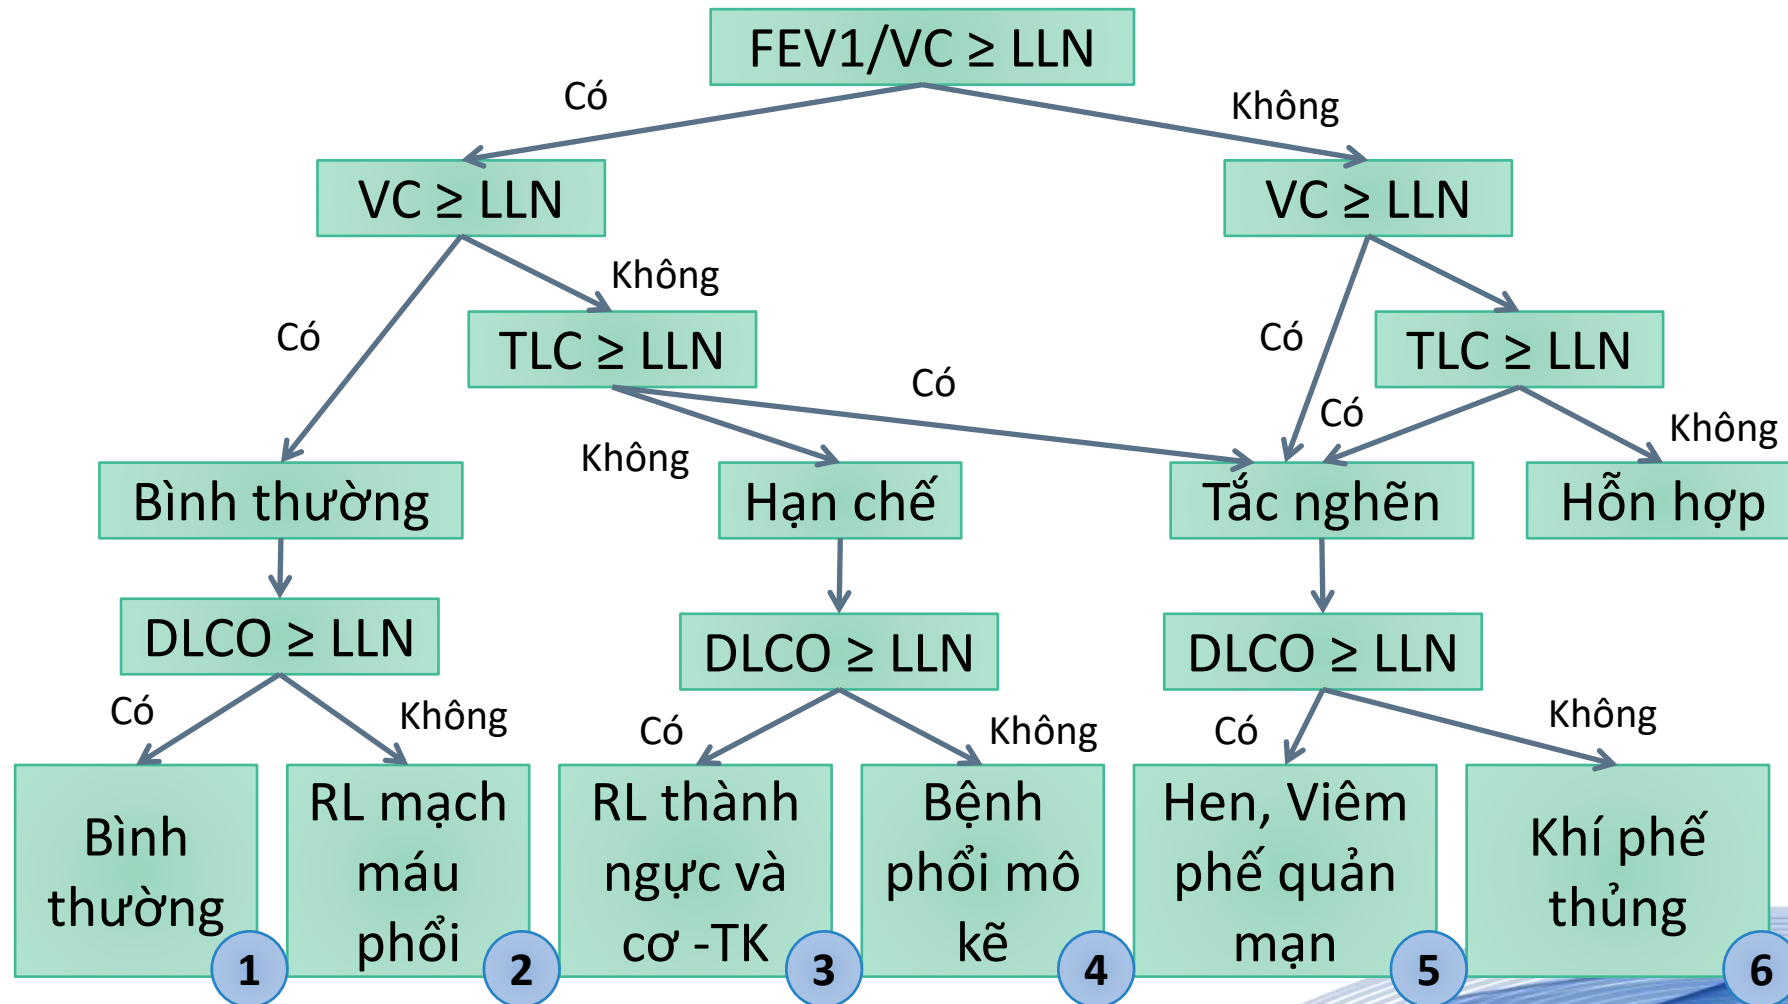 FEV1/VC ≥ LLN
Có
Không
VC ≥ LLN
VC ≥ LLN
Không
Có
Có
TLC ≥ LLN
TLC ≥ LLN
Có
Có
Không
Không
Bình thường
Hạn chế
Tắc nghẽn
Hỗn hợp
DLCO ≥ LLN
DLCO ≥ LLN
DLCO ≥ LLN
Có
Không
Có
Không
Có
Không
Bình
thường
1
RL mạch
máu
phổi
2
RL thành
ngực và
cơ -TK
3
Bệnh
phổi mô
kẽ
4
Hen, Viêm
phế quản
mạn
5
Khí phế
thủng
6